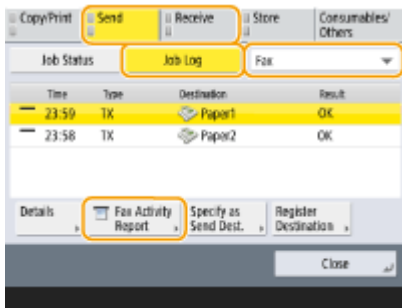 Copy/Print Send Receive Store Consumables/
Others
Job Status Job Log Fax
Time Type Destination Result
23:59 TX Paper1 OK
23:58 TX Paper2 OK
Details Fax Activity Specify as Register
Report Send Dest. Destination
Close